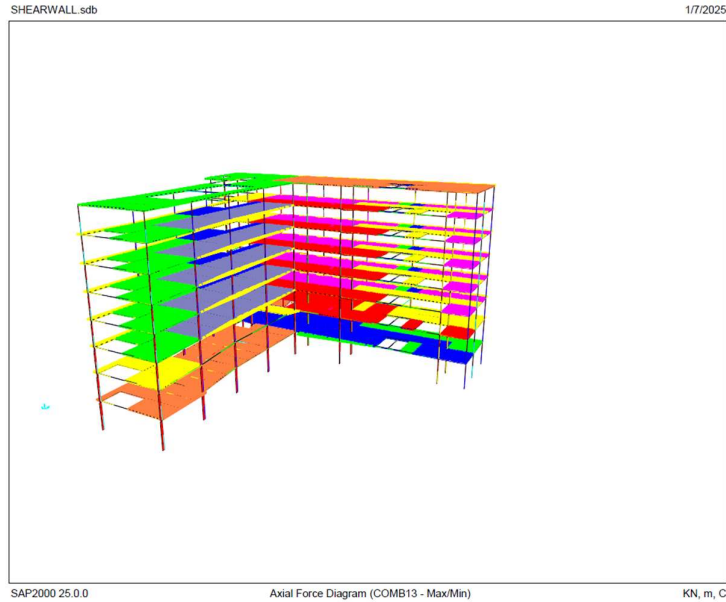 SHEARWALL.sdb
1/7/2025
SAP2000 25.0.0
Axial Force Diagram (COMB13 - Max/Min)
KN, m, C